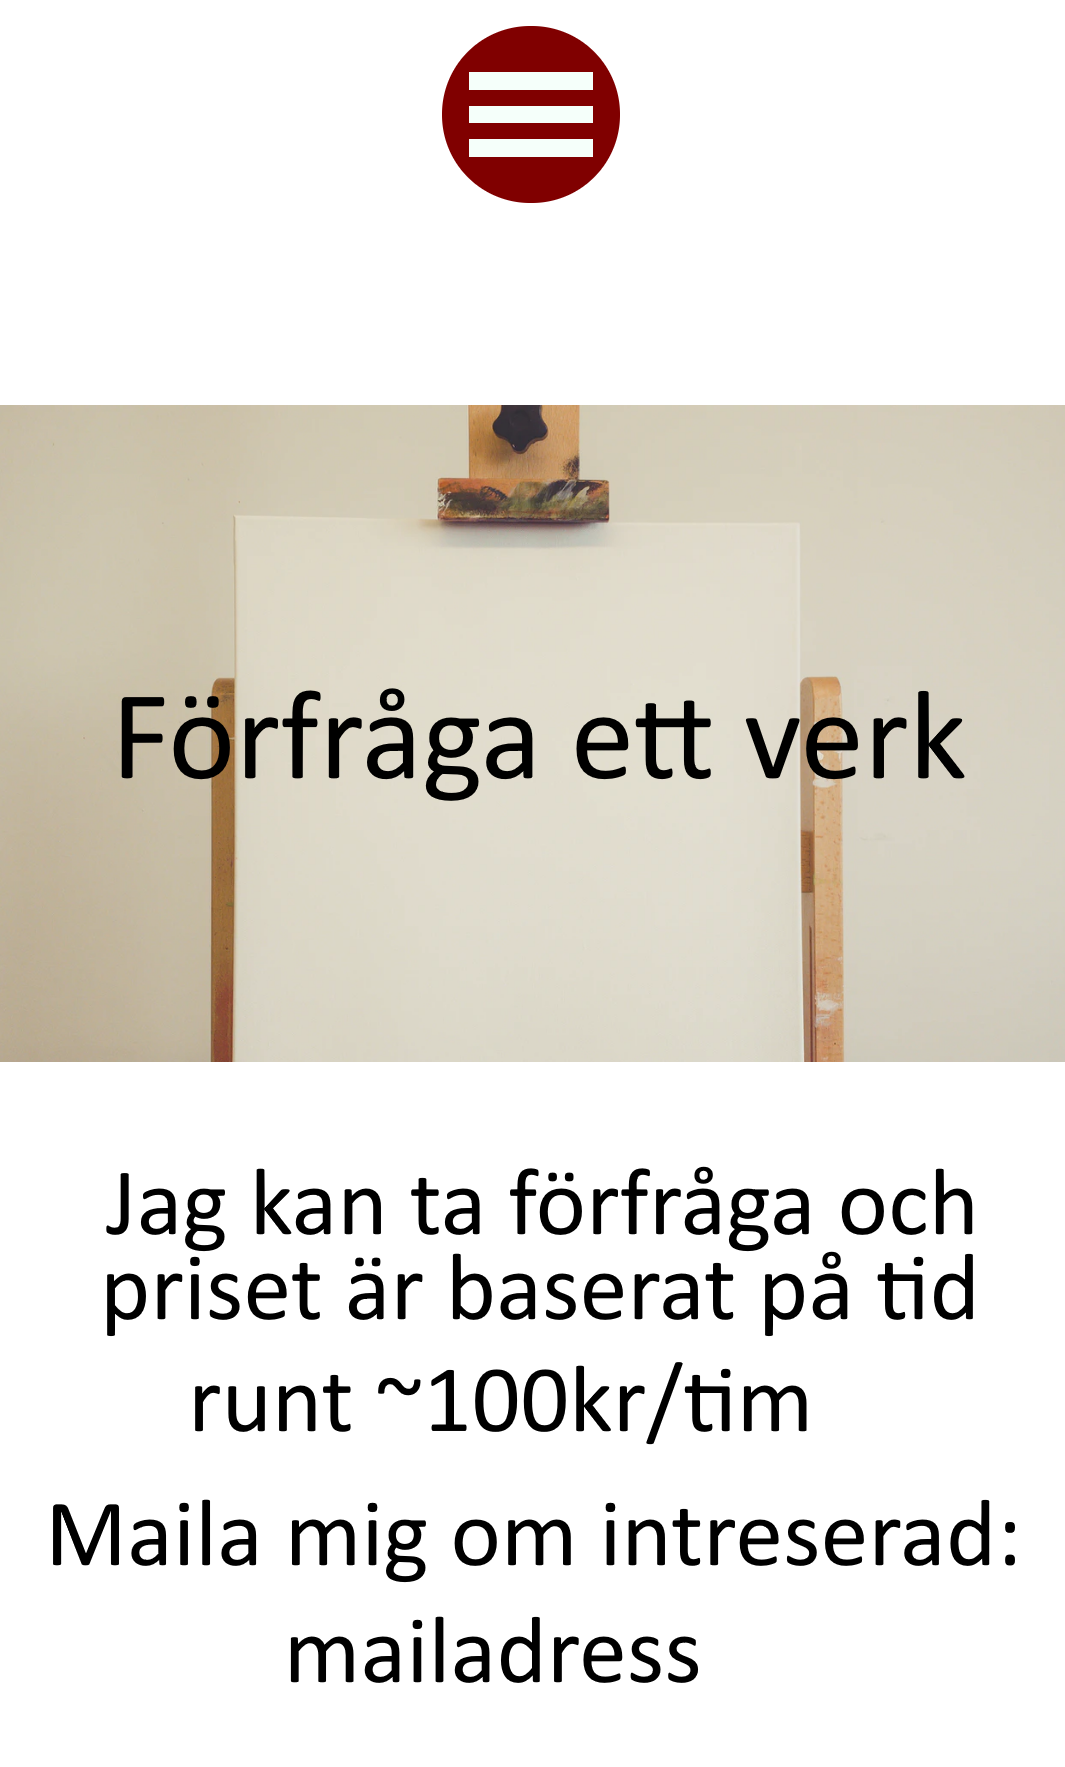 Förfråga ett verk
Jag kan ta förfråga och
priset är baserat på tid
runt ~100kr/tim
Maila mig om intreserad:
mailadress